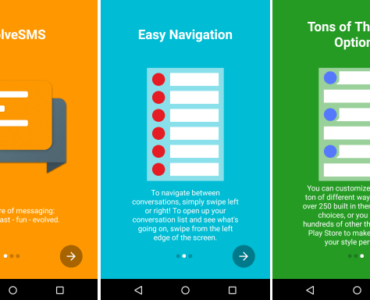 olveSMS
re of messaging:
ast - fun - evolved.
Easy Navigation
To navigate between
conversations, simply swipe left
or right! To open up your
conversation list and see what's
going on, swipe from the left
edge of the screen.
Tons of Th
Option
You can customize
ton of different way
over 250 built in them
choices, or you
hundreds of other th
Play Store to make
your style per